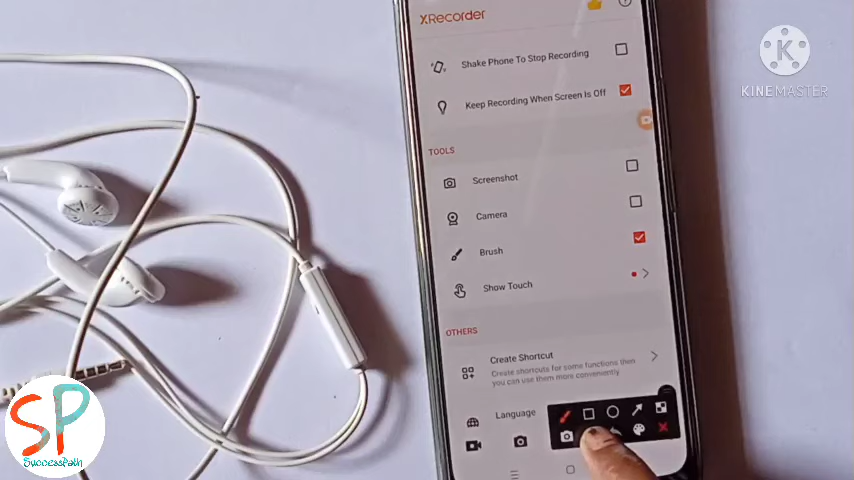 XRecorder
Shake Phone To Stop Recording
Keep Recording When Screen Is Off
TOOLS
Screenshot
Camera
Brush
Show Touch
OTHERS
Create Shortcut
Create shortcuts for some functions then
you can use them more conveniently
Language
KINEMASTER
SP
SuccessPath